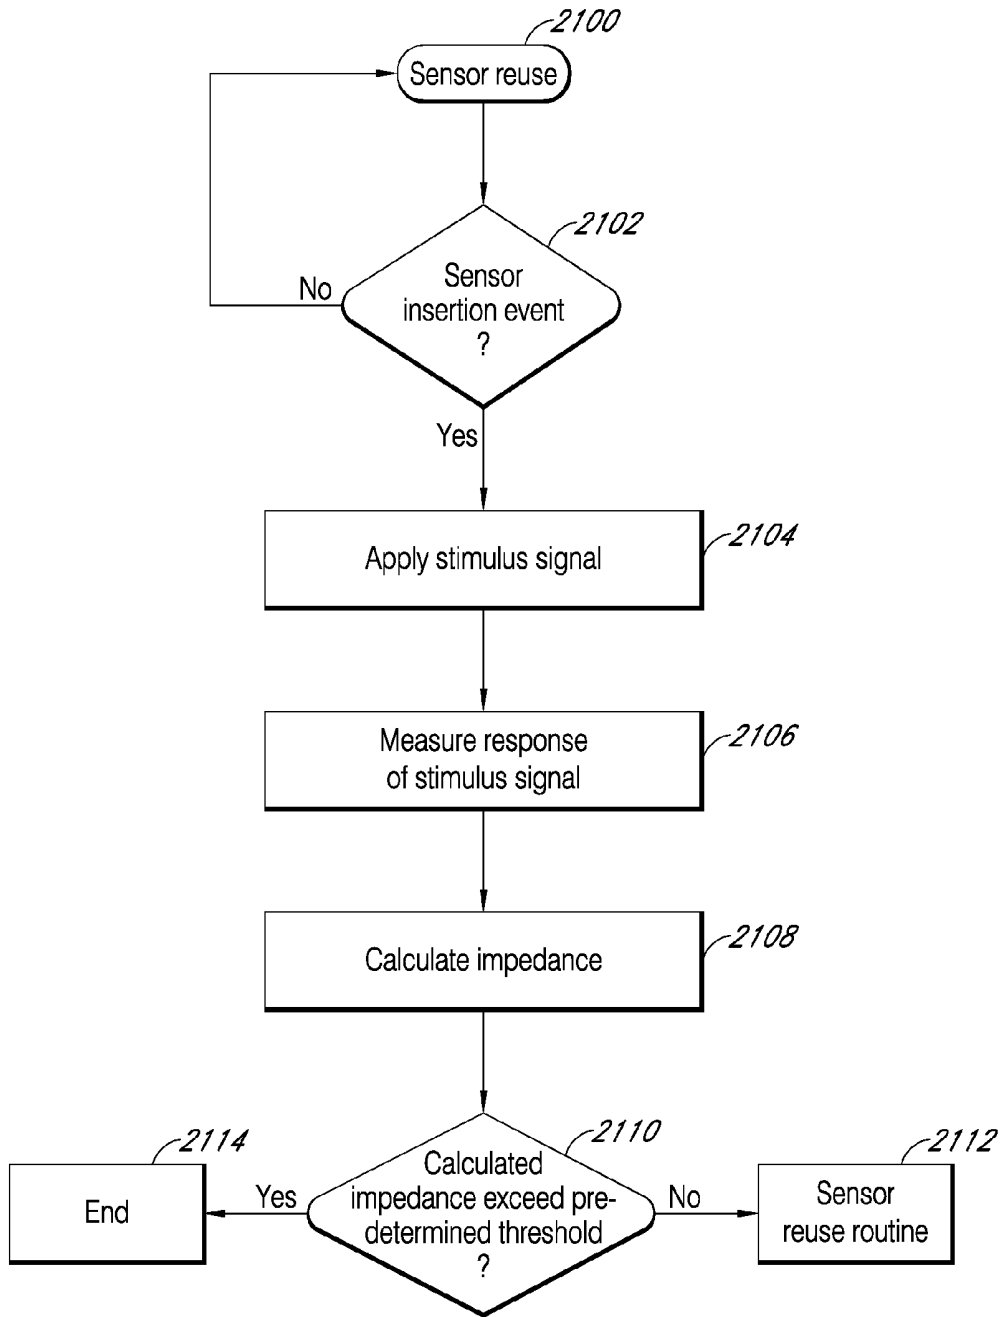 2100
Sensor reuse
2102
Sensor
insertion event
?
No
Yes
2104
Apply stimulus signal
2106
Measure response
of stimulus signal
2108
Calculate impedance
2110
Calculated
impedance exceed pre-
determined threshold
?
Yes
No
2114
End
2112
Sensor
reuse routine